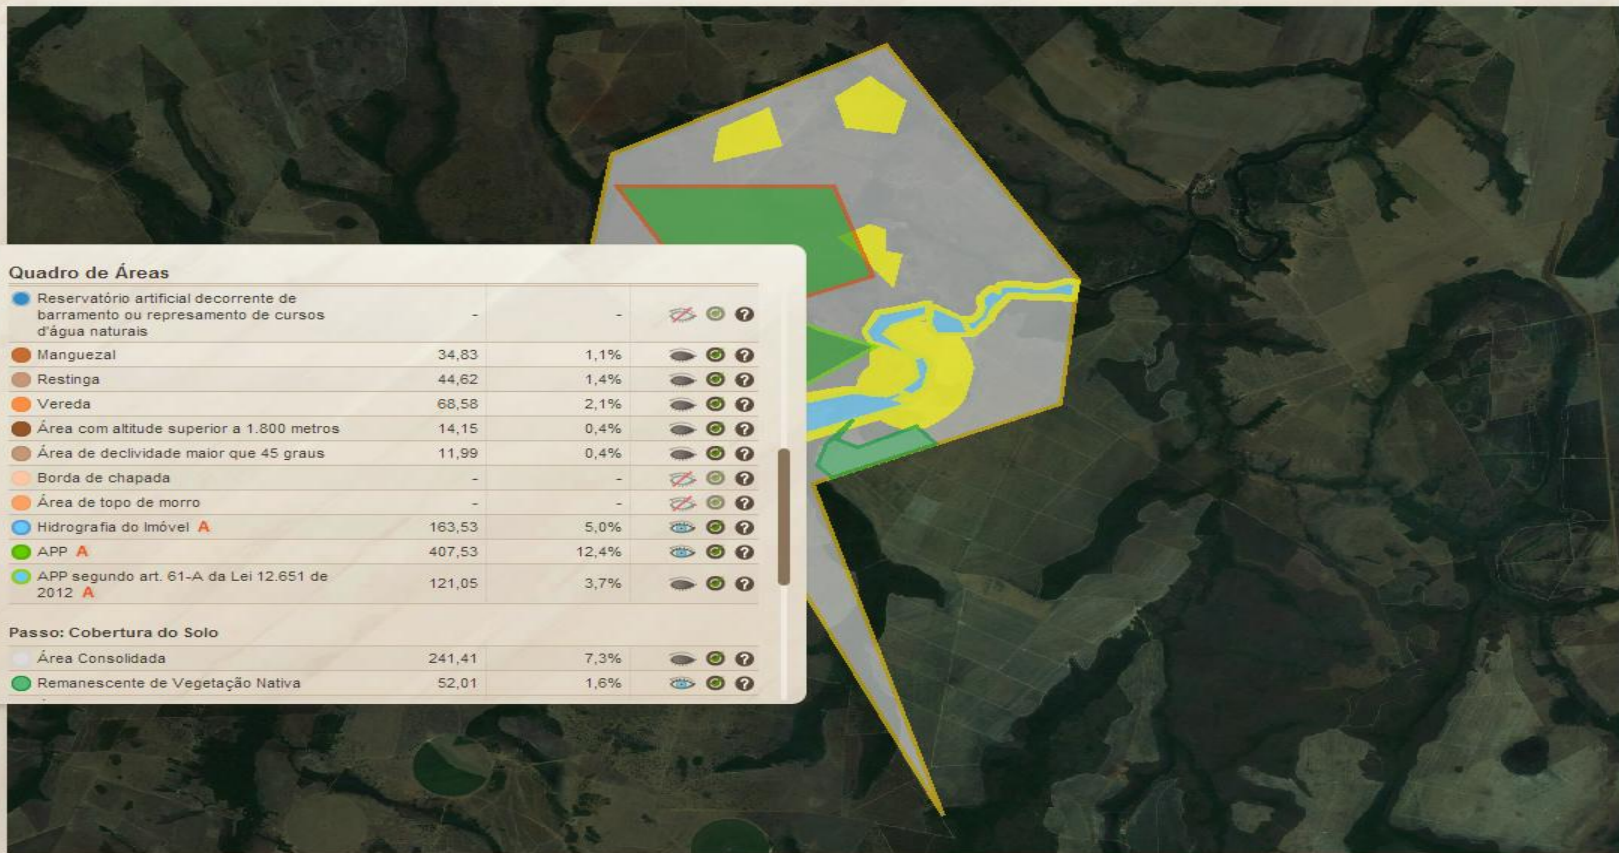 Quadro de Áreas
Reservatório artificial decorrente de
barramento ou represamento de cursos
d'água naturais - - ?
Manguezal 34,83 1,1% ?
Restinga 44,62 1,4% ?
Vereda 68,58 2,1% ?
Área com altitude superior a 1.800 metros 14,15 0,4% ?
Área de declividade maior que 45 graus 11,99 0,4% ?
Borda de chapada - - ?
Área de topo de morro - - ?
Hidrografia do Imóvel A 163,53 5,0% ?
APP A 407,53 12,4% ?
APP segundo art. 61-A da Lei 12.651 de
2012 A 121,05 3,7% ?
Passo: Cobertura do Solo
Área Consolidada 241,41 7,3% ?
Remanescente de Vegetação Nativa 52,01 1,6% ?